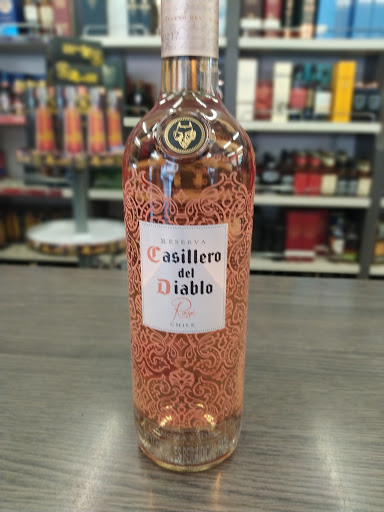 RESERVA
Casillero
del
Diablo
Rosé
CHILE